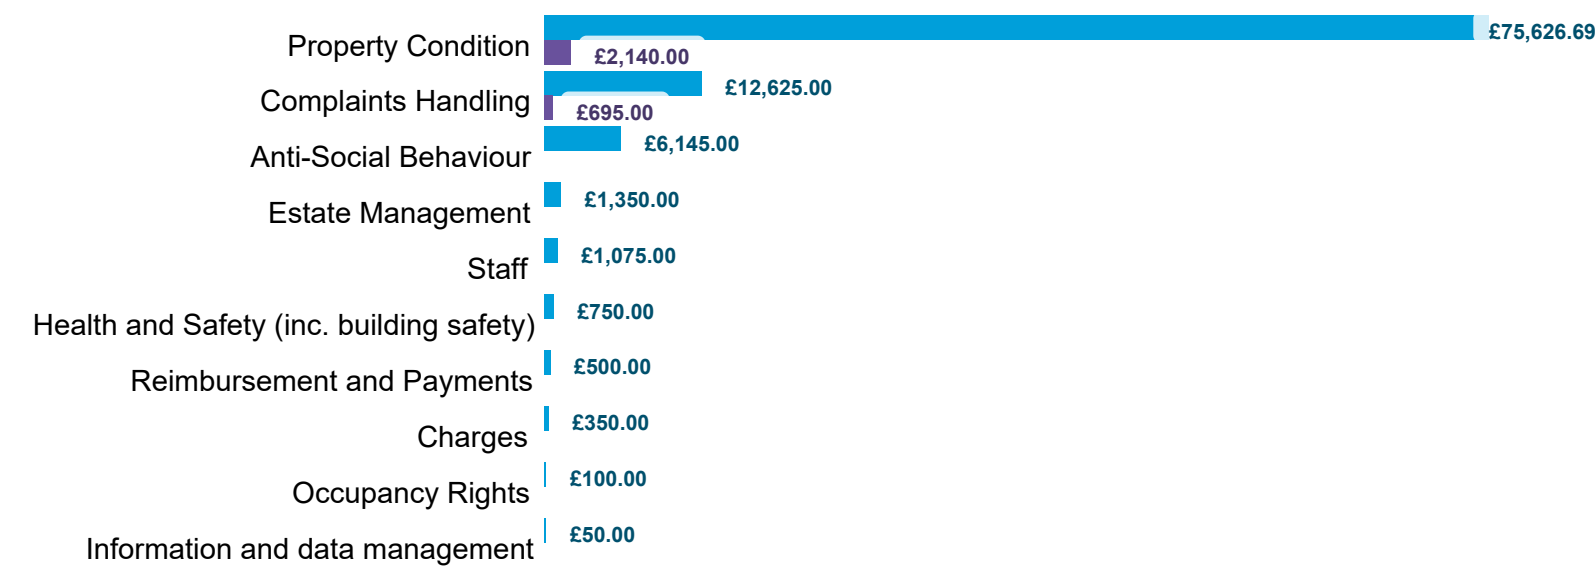 £75,626.69
Property Condition
£2,140.00
£12,625.00
Complaints Handling
£695.00
Anti-Social Behaviour
£6,145.00
Estate Management
£1,350.00
Staff
£1,075.00
Health and Safety (inc. building safety)
£750.00
Reimbursement and Payments
£500.00
Charges
£350.00
Occupancy Rights
£100.00
Information and data management
£50.00